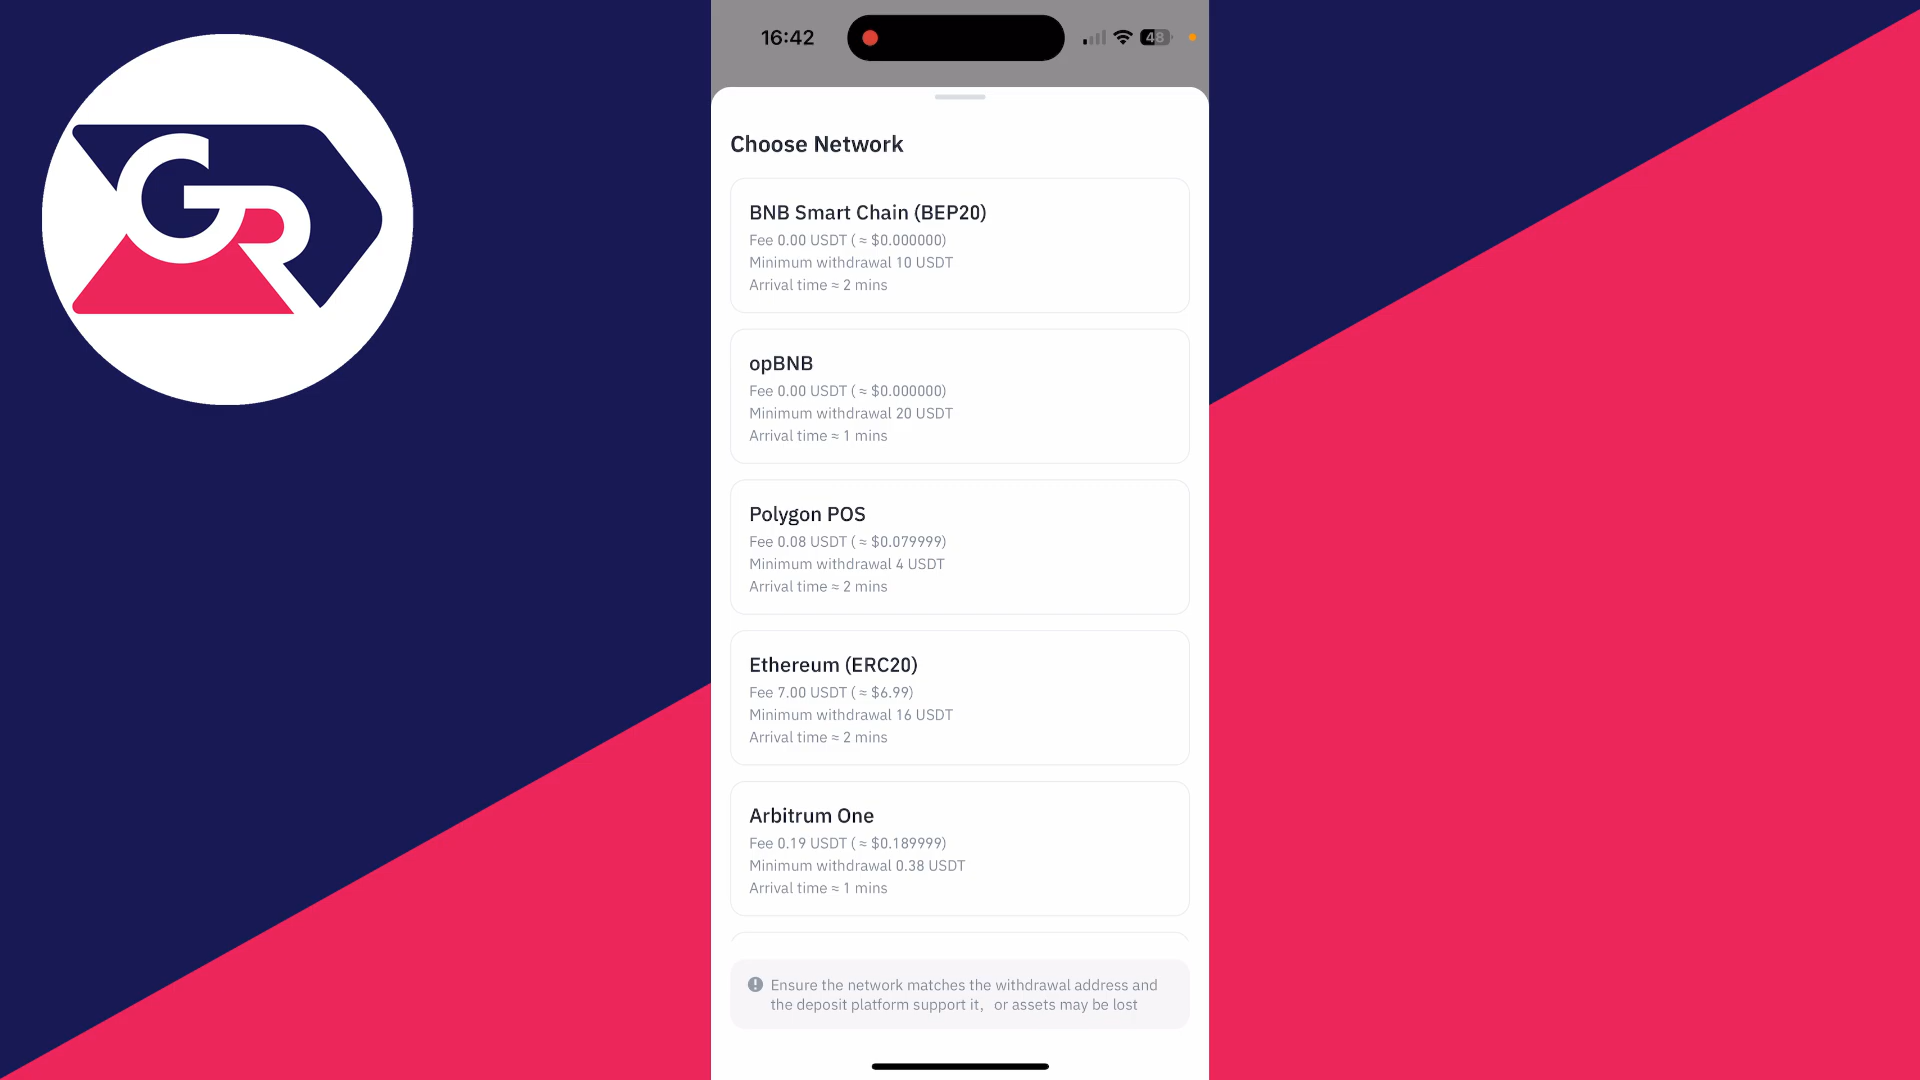 GR
16:42
48
Choose Network
BNB Smart Chain (BEP20)
Fee 0.00 USDT ( ≈ $0.000000)
Minimum withdrawal 10 USDT
Arrival time ≈ 2 mins
opBNB
Fee 0.00 USDT ( ≈ $0.000000)
Minimum withdrawal 20 USDT
Arrival time ≈ 1 mins
Polygon POS
Fee 0.08 USDT ( ≈ $0.079999)
Minimum withdrawal 4 USDT
Arrival time ≈ 2 mins
Ethereum (ERC20)
Fee 7.00 USDT ( ≈ $6.99)
Minimum withdrawal 16 USDT
Arrival time ≈ 2 mins
Arbitrum One
Fee 0.19 USDT ( ≈ $0.189999)
Minimum withdrawal 0.38 USDT
Arrival time ≈ 1 mins
Ensure the network matches the withdrawal address and
the deposit platform support it, or assets may be lost